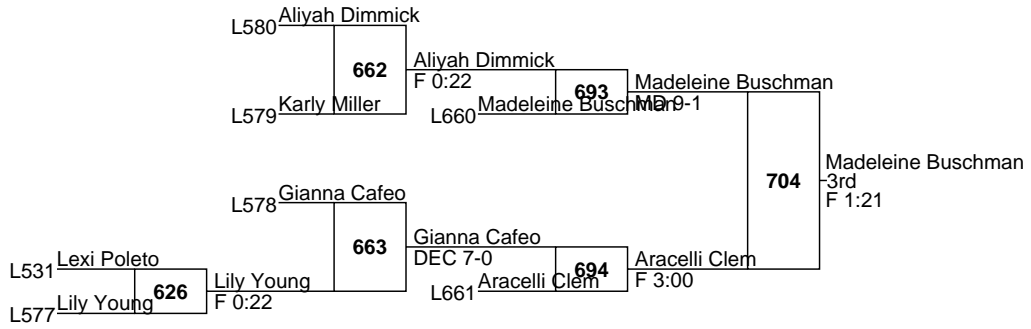 Aliyah Dimmick
L580
662
Aliyah Dimmick
F 0:22
Karly Miller
L579
693
Madeleine Buschman
L660
Madeleine Buschman
MD 9-1
704
Madeleine Buschman
3rd
F 1:21
Gianna Cafeo
L578
663
Gianna Cafeo
DEC 7-0
Lexi Poleto
L531
626
Lily Young
F 0:22
Lily Young
L577
694
Aracelli Clem
L661
Aracelli Clem
F 3:00